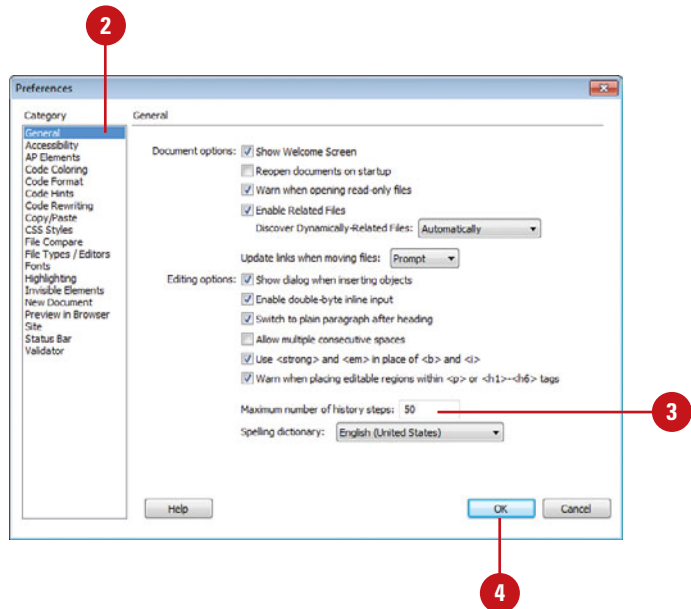 2
Preferences
Category
General
General
Accessibility
AP Elements
Code Coloring
Code Format
Code Hints
Code Rewriting
Copy/Paste
CSS Styles
File Compare
File Types / Editors
Fonts
Highlighting
Invisible Elements
New Document
Preview in Browser
Site
Status Bar
Validator
Document options: Show Welcome Screen
Reopen documents on startup
Warn when opening read-only files
Enable Related Files
Discover Dynamically-Related Files: Automatically
Update links when moving files: Prompt
Editing options: Show dialog when inserting objects
Enable double-byte inline input
Switch to plain paragraph after heading
Allow multiple consecutive spaces
Use <strong> and <em> in place of <b> and <i>
Warn when placing editable regions within <p> or <h1>-<h6> tags
Maximum number of history steps: 50
3
Spelling dictionary: English (United States)
Help
OK
Cancel
4